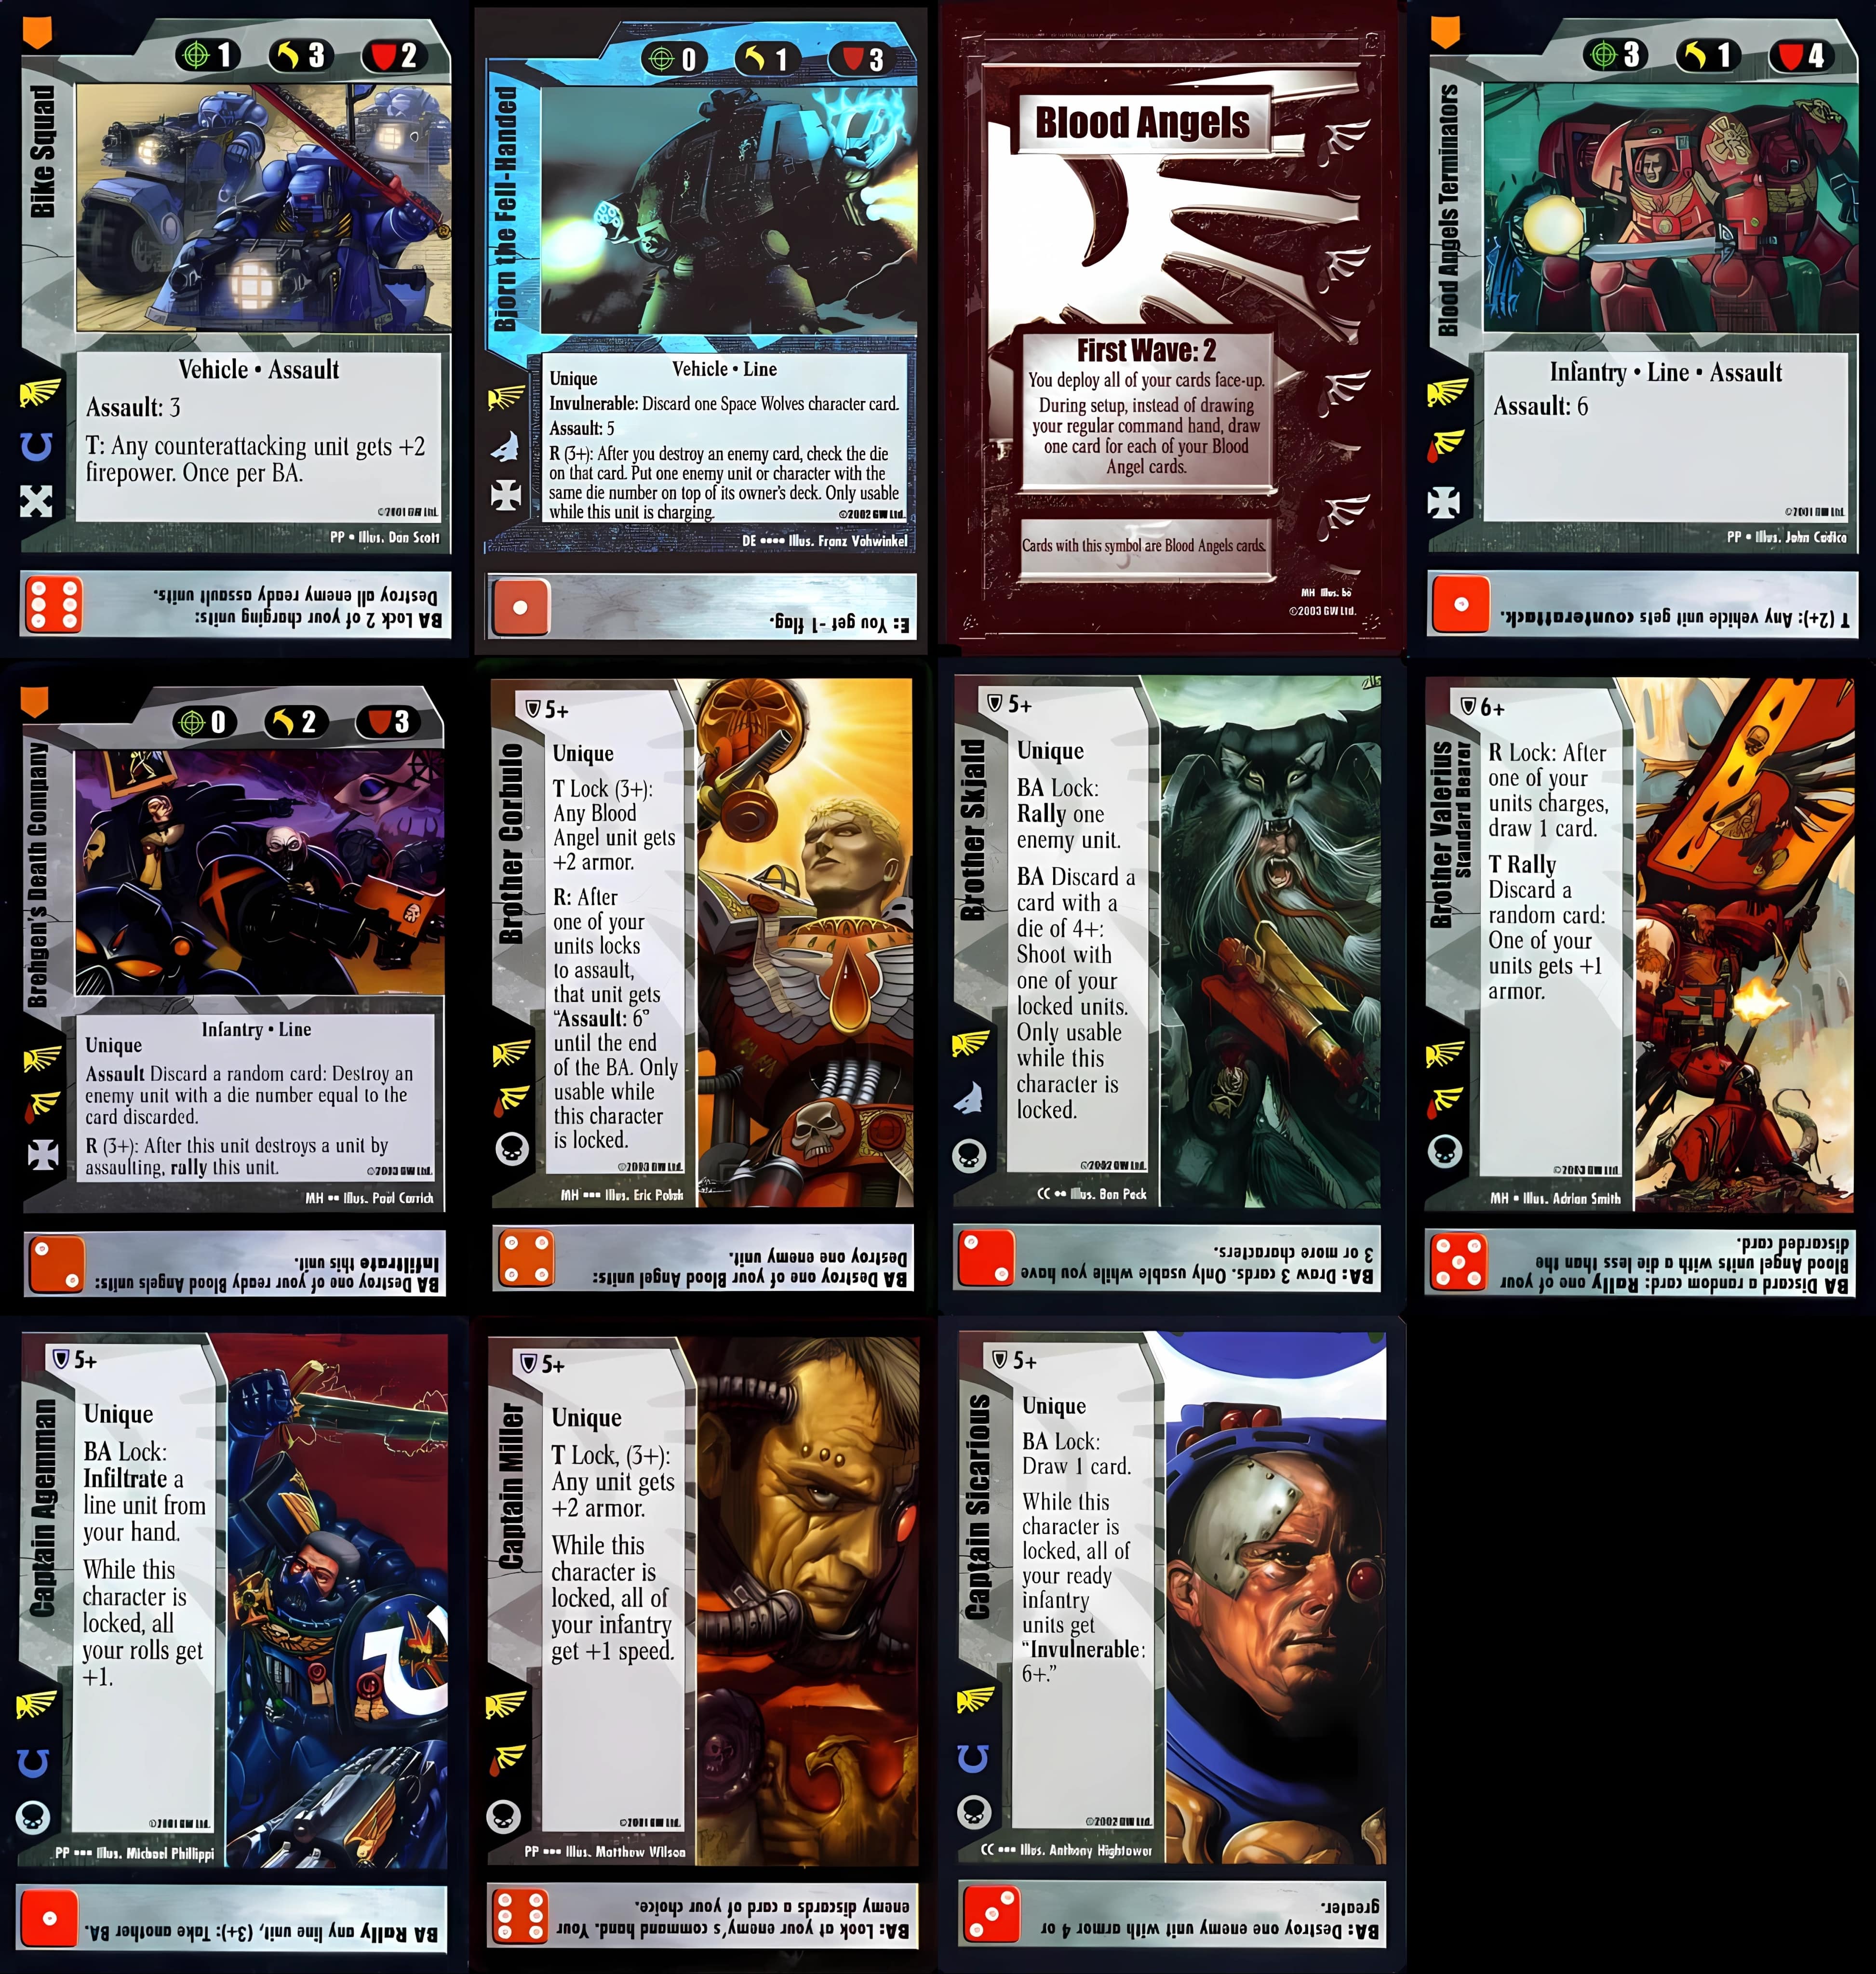 1 3 2
Bike Squad
Vehicle • Assault
Assault: 3
T: Any counterattacking unit gets +2
firepower. Once per BA.
©2001 GW Ltd.
PP • Illus. Dan Scott
BA Lock 2 of your charging units:
Destroy all enemy ready assault units.
0 1 3
Bjorn the Fell-Handed
Vehicle • Line
Unique
Invulnerable: Discard one Space Wolves character card.
Assault: 5
R (3+): After you destroy an enemy card, check the die
on that card. Put one enemy unit or character with the
same die number on top of its owner's deck. Only usable
while this unit is charging.
©2002 GW Ltd.
DE •••• Illus. Franz Vohwinkel
E: You get -1 flag.
Blood Angels
First Wave: 2
You deploy all of your cards face-up.
During setup, instead of drawing
your regular command hand, draw
one card for each of your Blood
Angel cards.
Cards with this symbol are Blood Angels cards.
MH Illus. bo
©2003 GW Ltd.
3 1 4
Blood Angels Terminators
Infantry • Line • Assault
Assault: 6
©2001 GW Ltd.
PP • Illus. John Codica
T (2+): Any vehicle unit gets counterattack.
0 2 3
Brehgen's Death Company
Infantry • Line
Unique
Assault Discard a random card: Destroy an
enemy unit with a die number equal to the
card discarded.
R (3+): After this unit destroys a unit by
assaulting, rally this unit.
©2003 GW Ltd.
MH •• Illus. Paul Carrick
BA Destroy one of your ready Blood Angels units:
Infiltrate this unit.
5+
Brother Corbulo
Unique
T Lock (3+):
Any Blood
Angel unit gets
+2 armor.
R: After
one of your
units locks
to assault,
that unit gets
"Assault: 6"
until the end
of the BA. Only
usable while
this character
is locked.
©2003 GW Ltd.
MH ••• Illus. Eric Polak
BA Destroy one of your Blood Angel units:
Destroy one enemy unit.
5+
Brother Skjald
Unique
BA Lock:
Rally one
enemy unit.
BA Discard a
card with a
die of 4+:
Shoot with
one of your
locked units.
Only usable
while this
character is
locked.
©2002 GW Ltd.
CC •• Illus. Ben Peck
BA: Draw 3 cards. Only usable while you have
3 or more characters.
6+
Brother Valerius
Standard Bearer
R Lock: After
one of your
units charges,
draw 1 card.
T Rally
Discard a
random card:
One of your
units gets +1
armor.
©2003 GW Ltd.
MH • Illus. Adrian Smith
BA Discard a random card: Rally one of your
Blood Angel units with a die less than the
card discarded
5+
Captain Agemman
Unique
BA Lock:
Infiltrate a
line unit from
your hand.
While this
character is
locked, all
your rolls get
+1.
©2001 GW Ltd.
PP ••• Illus. Michael Phillippi
BA Rally any line unit, (3+): Take another BA.
5+
Captain Miller
Unique
T Lock, (3+):
Any unit gets
+2 armor.
While this
character is
locked, all of
your infantry
get +1 speed.
©2001 GW Ltd.
PP ••• Illus. Matthew Wilson
BA: Look at your enemy's command hand. Your
enemy discards a card of your choice.
5+
Captain Sicarious
Unique
BA Lock:
Draw 1 card.
While this
character is
locked, all of
your ready
infantry
units get
"Invulnerable:
6+."
©2002 GW Ltd.
CC ••• Illus. Anthony Hightower
BA: Destroy one enemy unit with armor 4 or
greater.